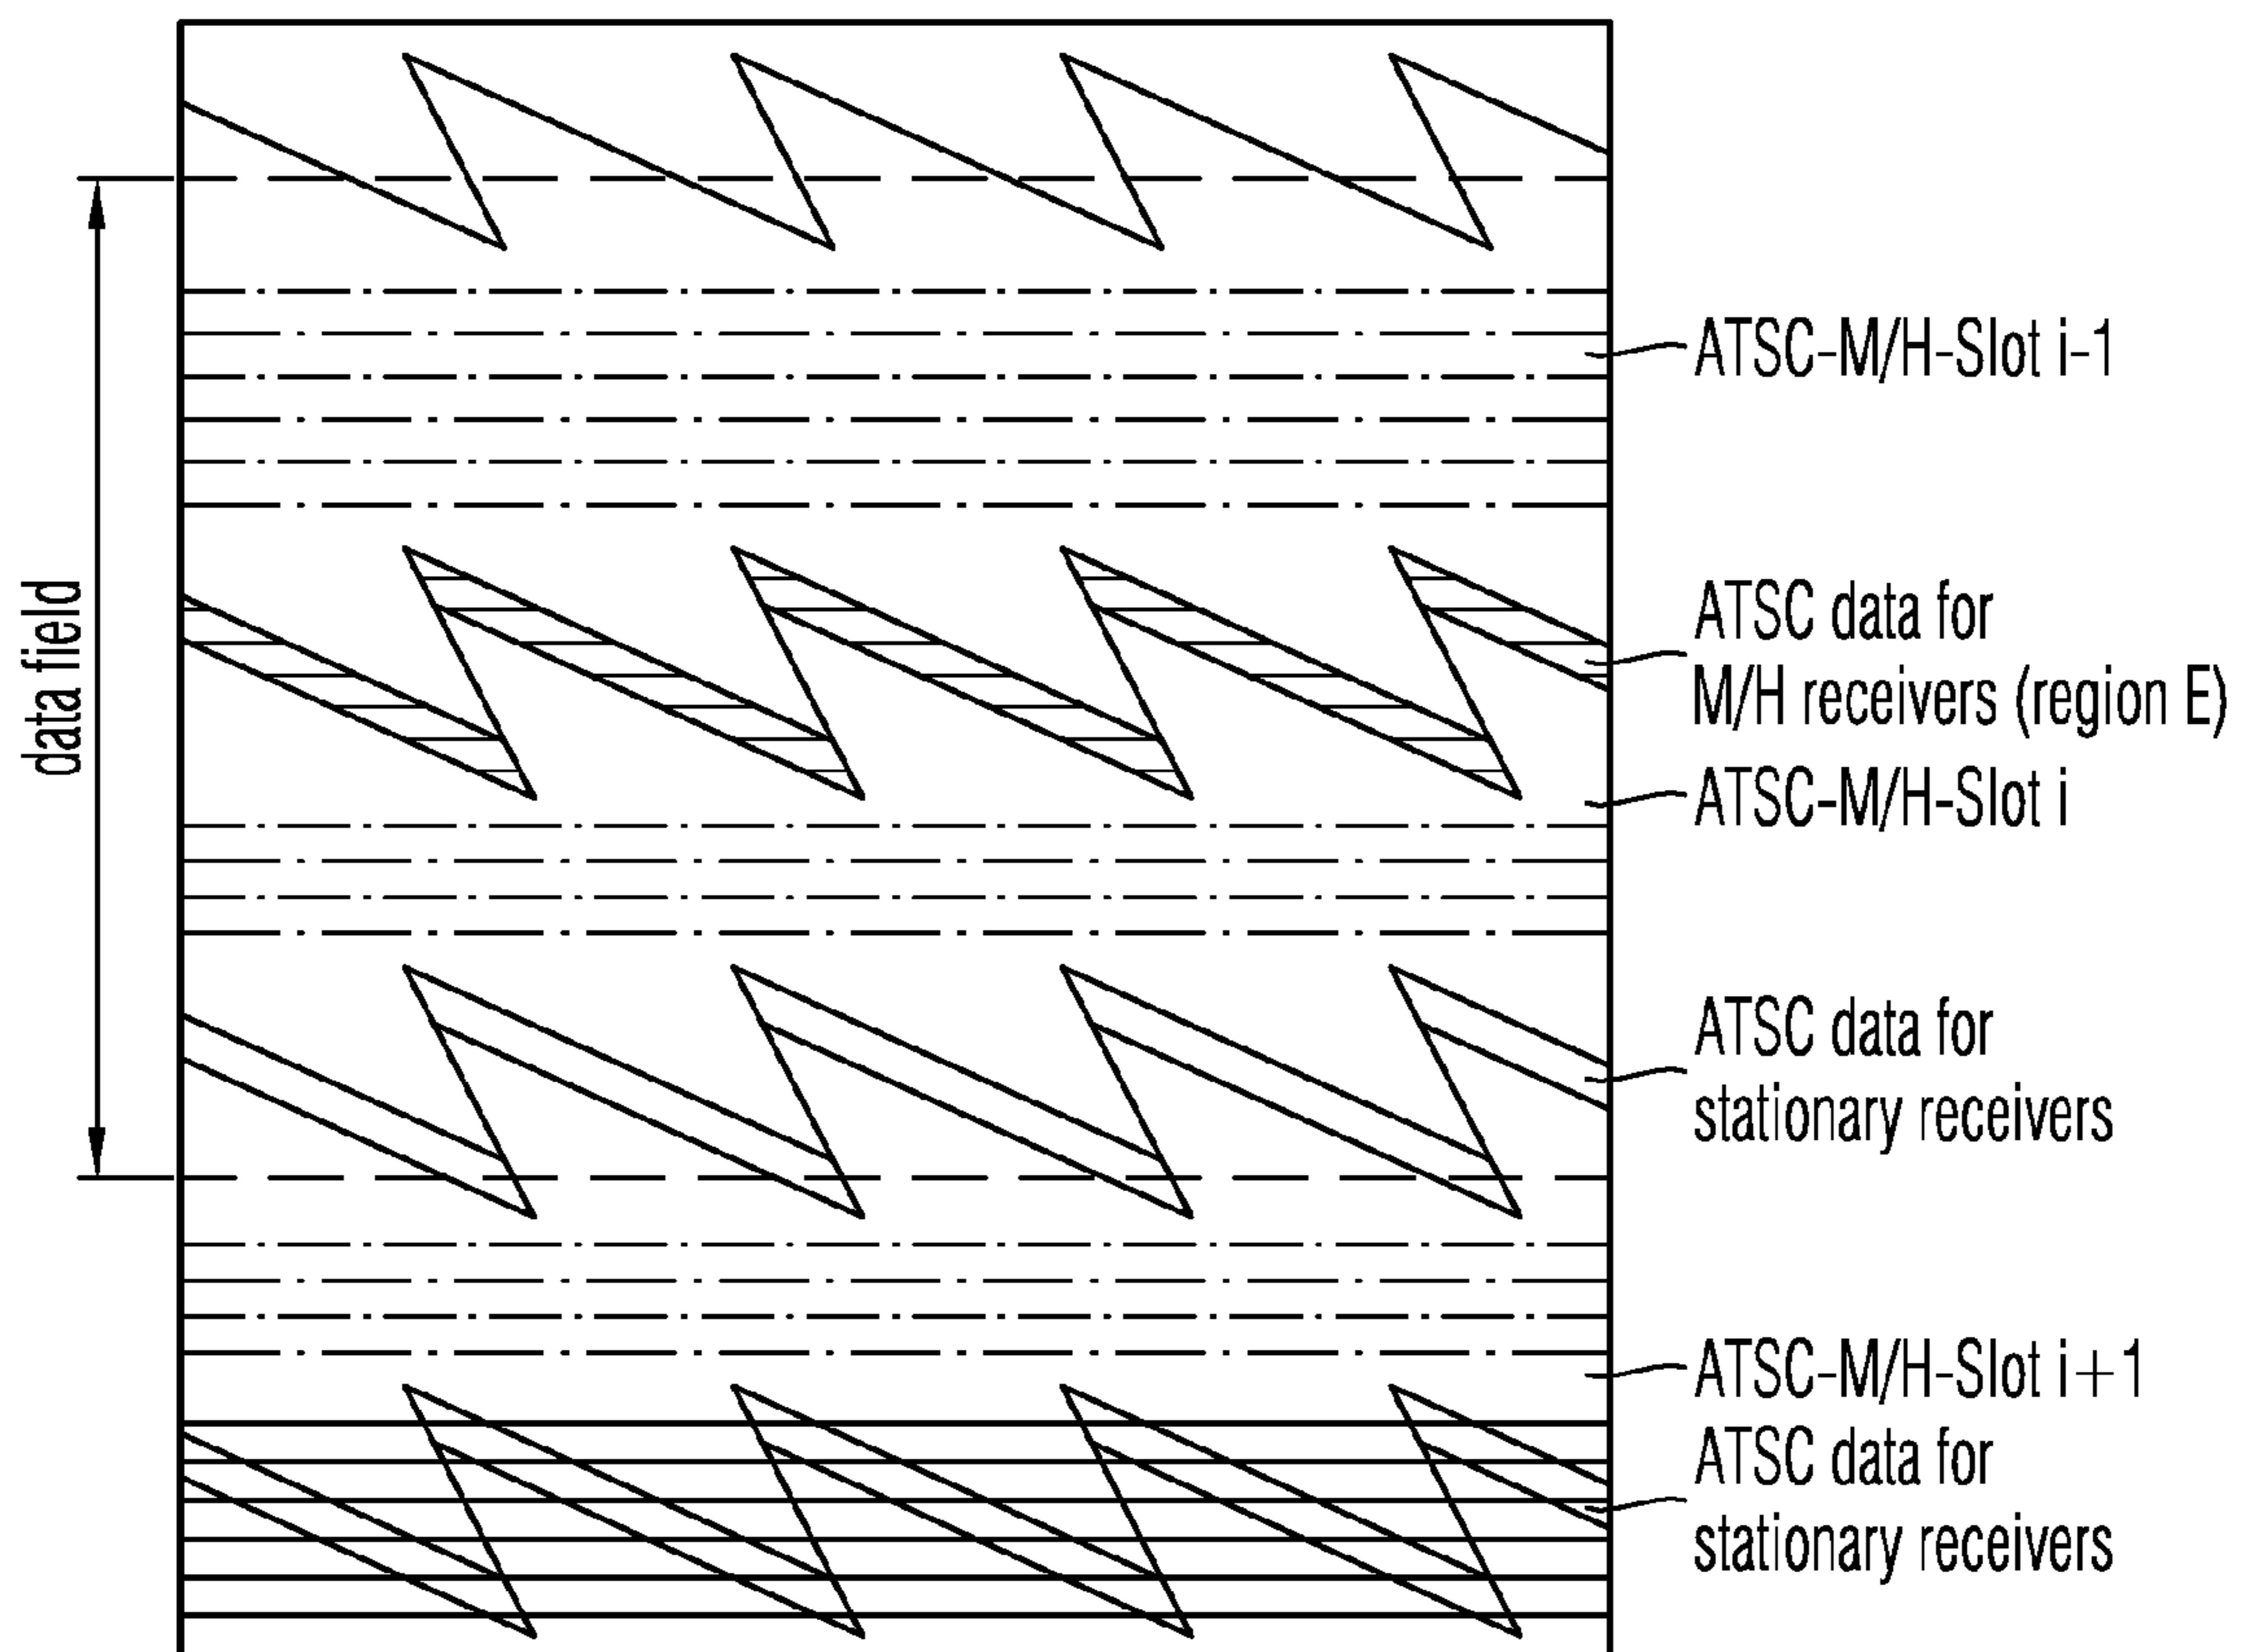 data field
ATSC-M/H-Slot i-1
ATSC data for
M/H receivers (region E)
ATSC-M/H-Slot i
ATSC data for
stationary receivers
ATSC-M/H-Slot i+1
ATSC data for
stationary receivers